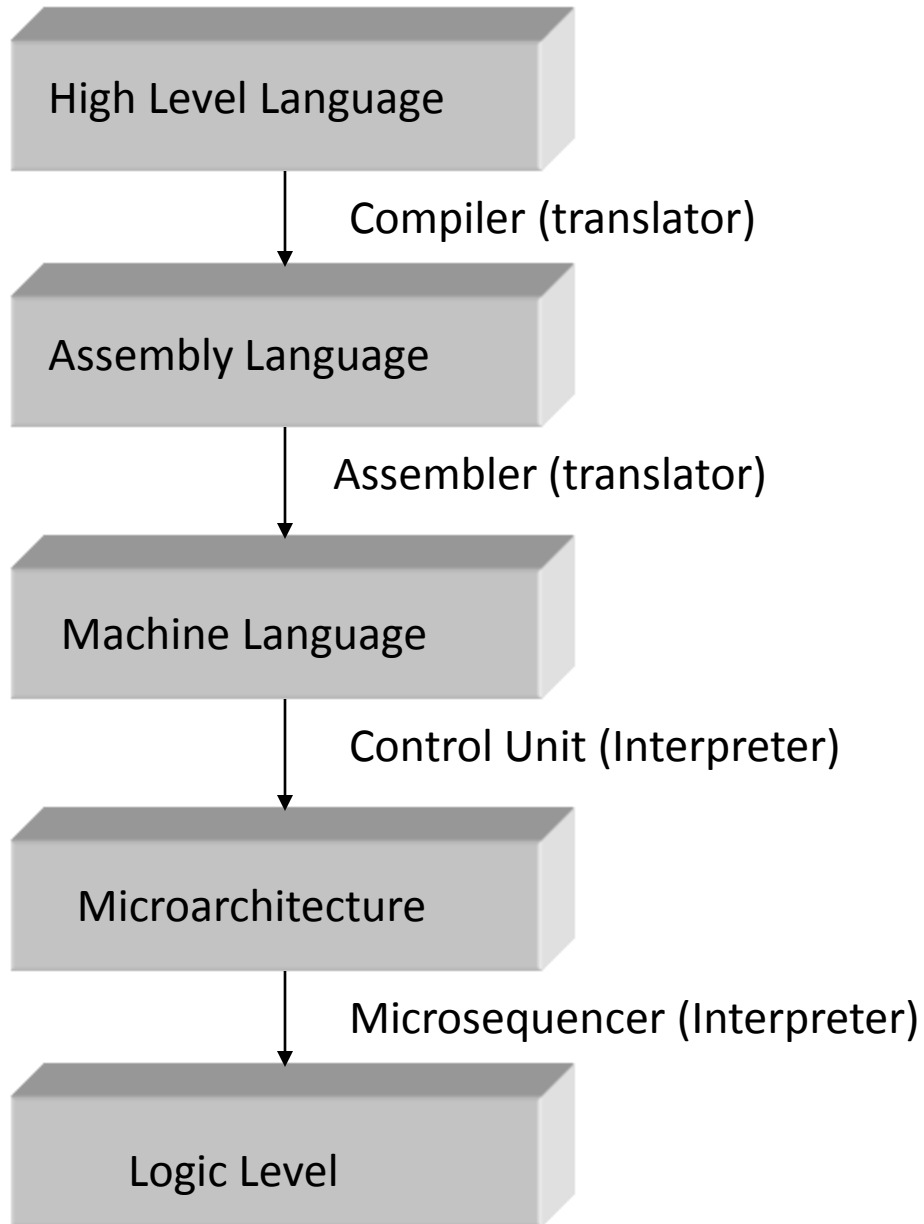 High Level Language
Compiler (translator)
Assembly Language
Assembler (translator)
Machine Language
Control Unit (Interpreter)
Microarchitecture
Microsequencer (Interpreter)
Logic Level